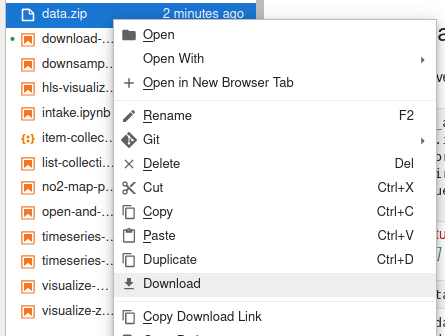 data.zip 2 minutes ago
download-...
downsamp...
hls-visualiz...
intake.ipynb
item-collec...
list-collecti...
no2-map-p...
open-and-...
timeseries-...
timeseries-...
visualize-...
visualize-z...
Open
Open With
Open in New Browser Tab
Rename F2
Git
Delete Del
Cut Ctrl+X
Copy Ctrl+C
Paste Ctrl+V
Duplicate Ctrl+D
Download
Copy Download Link